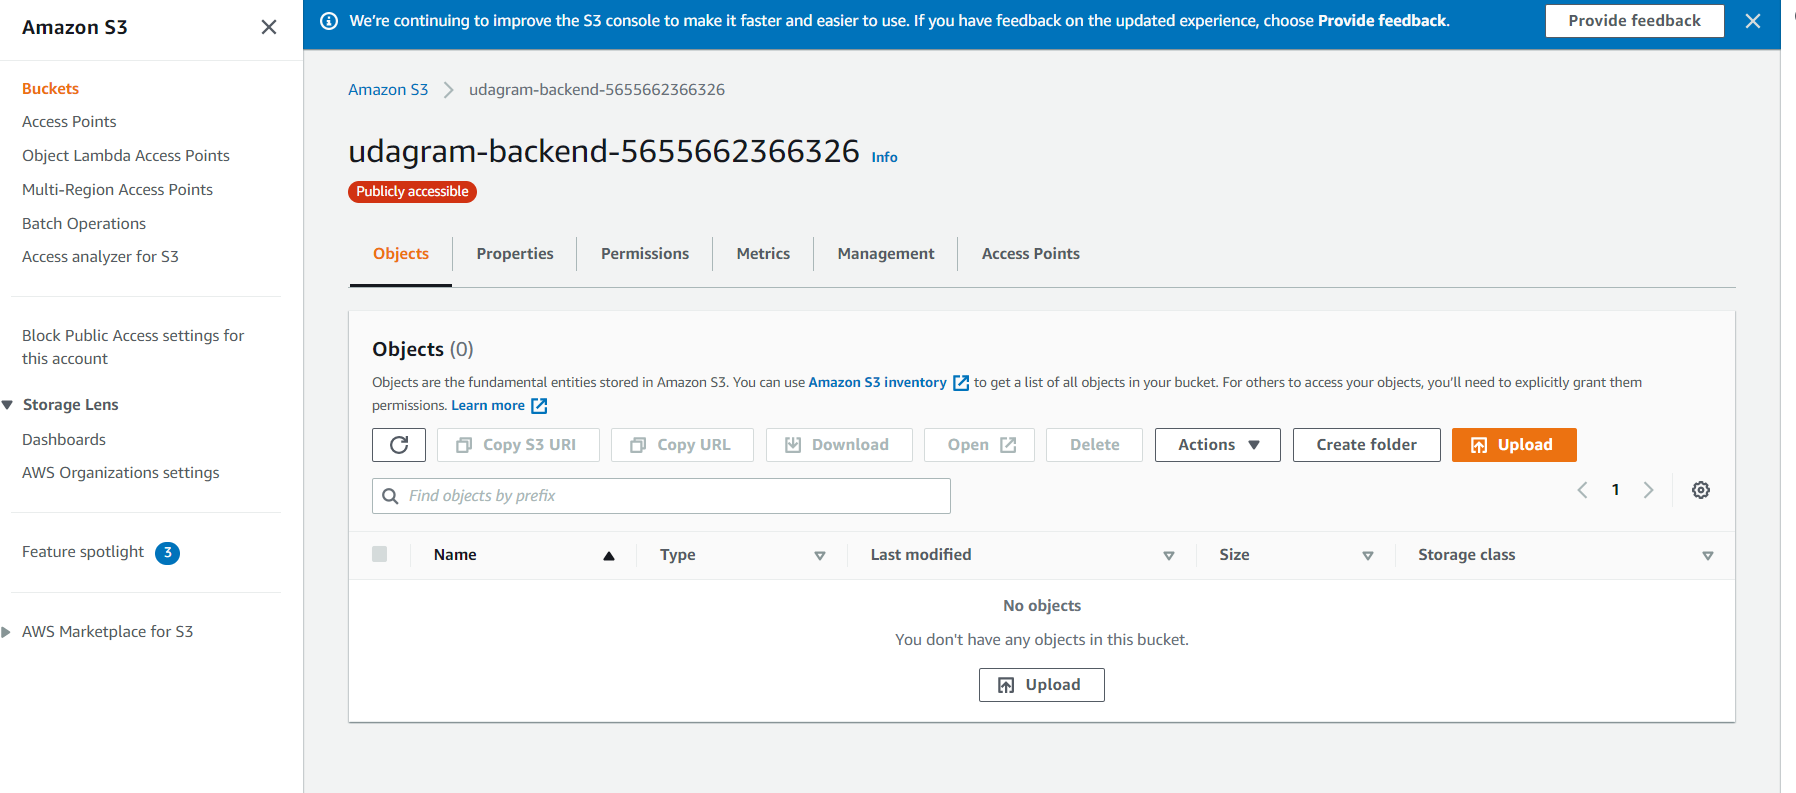 Amazon S3
Buckets
Access Points
Object Lambda Access Points
Multi-Region Access Points
Batch Operations
Access analyzer for S3
Block Public Access settings for
this account
Storage Lens
Dashboards
AWS Organizations settings
Feature spotlight 3
AWS Marketplace for S3
We're continuing to improve the S3 console to make it faster and easier to use. If you have feedback on the updated experience, choose Provide feedback. Provide feedback
Amazon S3 udagram-backend-5655662366326
udagram-backend-5655662366326 Info
Publicly accessible
Objects Properties Permissions Metrics Management Access Points
Objects (0)
Objects are the fundamental entities stored in Amazon S3. You can use Amazon S3 inventory to get a list of all objects in your bucket. For others to access your objects, you'll need to explicitly grant them
permissions. Learn more
Copy S3 URI Copy URL Download Open Delete Actions Create folder Upload
Find objects by prefix 1
Name Type Last modified Size Storage class
No objects
You don't have any objects in this bucket.
Upload